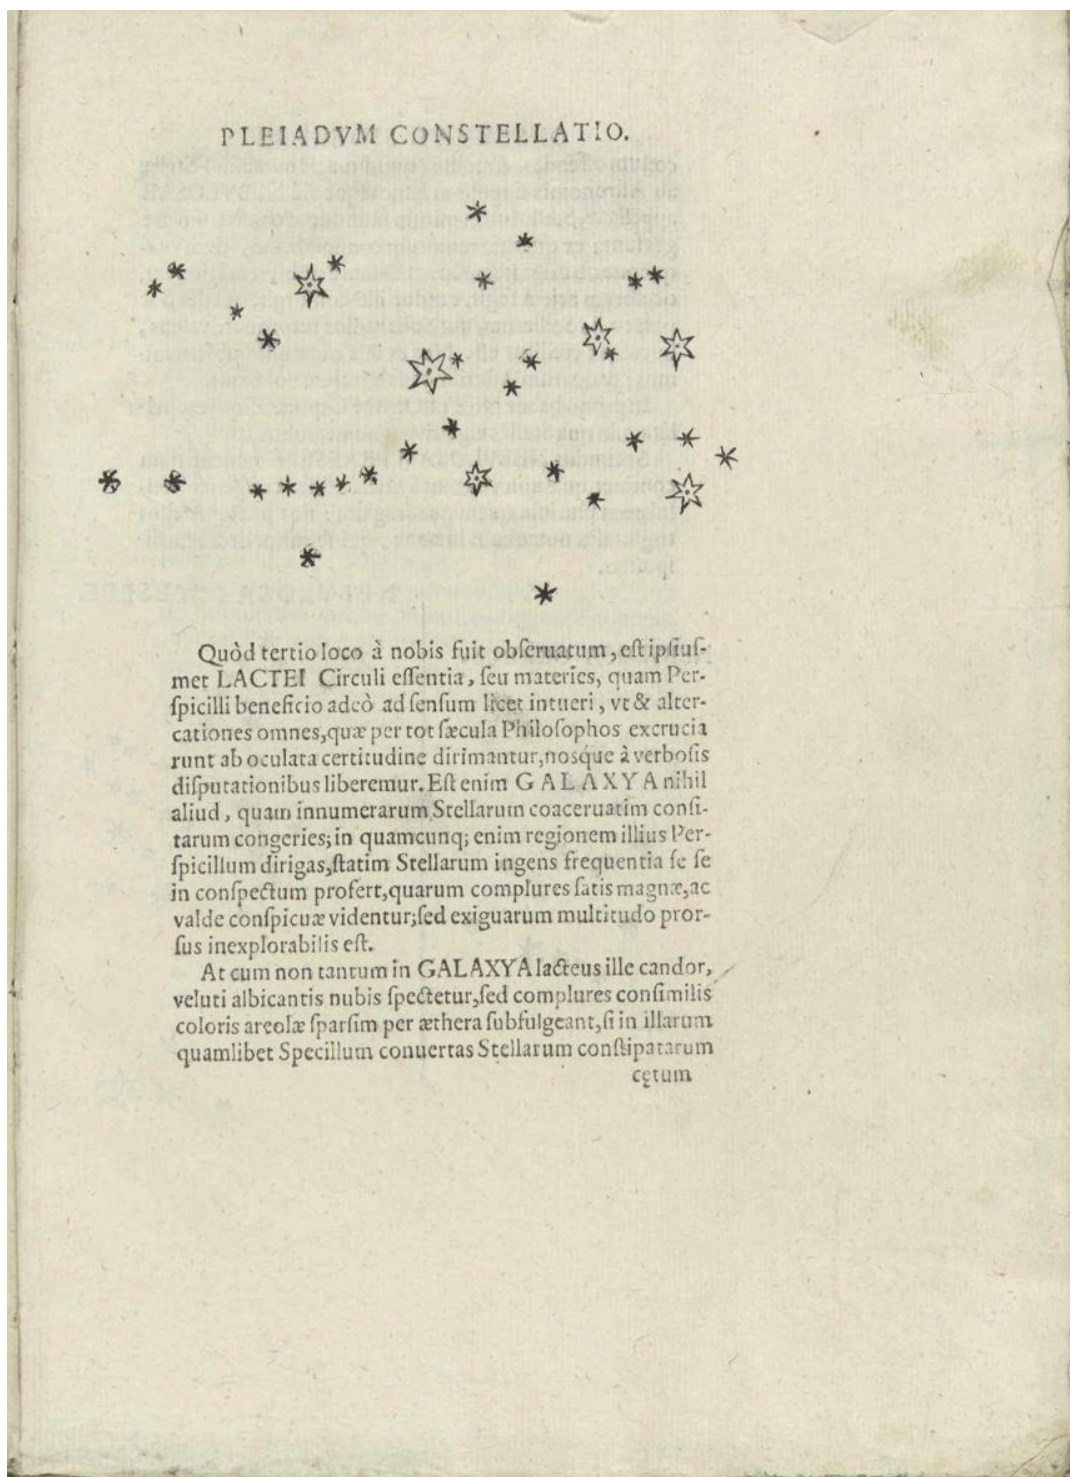 PLEIADVM CONSTELLATIO.
Quòd tertio loco à nobis fuit obſeruatum, eſt ipſiuſ-
met LACTEI Circuli eſſentia, ſeu materies, quam Per-
ſpicilli beneficio adeò ad ſenſum licet intueri, vt & alter-
cationes omnes, quæ per tot ſæcula Philoſophos excrucia
runt ab oculata certitudine dirimantur, nosq́ue à verboſis
diſputationibus liberemur. Eſt enim GALAXYA nihil
aliud, quam innumerarum Stellarum coaceruatim conſi-
tarum congeries; in quamcunq; enim regionem illius Per-
ſpicillum dirigas, ſtatim Stellarum ingens frequentia ſe ſe
in conſpectum profert, quarum complures ſatis magnæ, ac
valde conſpicuæ videntur; ſed exiguarum multitudo pror-
ſus inexplorabilis eſt.
At cum non tantum in GALAXYA lacteus ille candor,
veluti albicantis nubis ſpectetur, ſed complures conſimilis
coloris areolæ ſparſim per æthera ſubfulgeant, ſi in illarum
quamlibet Specillum conuertas Stellarum conſtipatarum
cętum